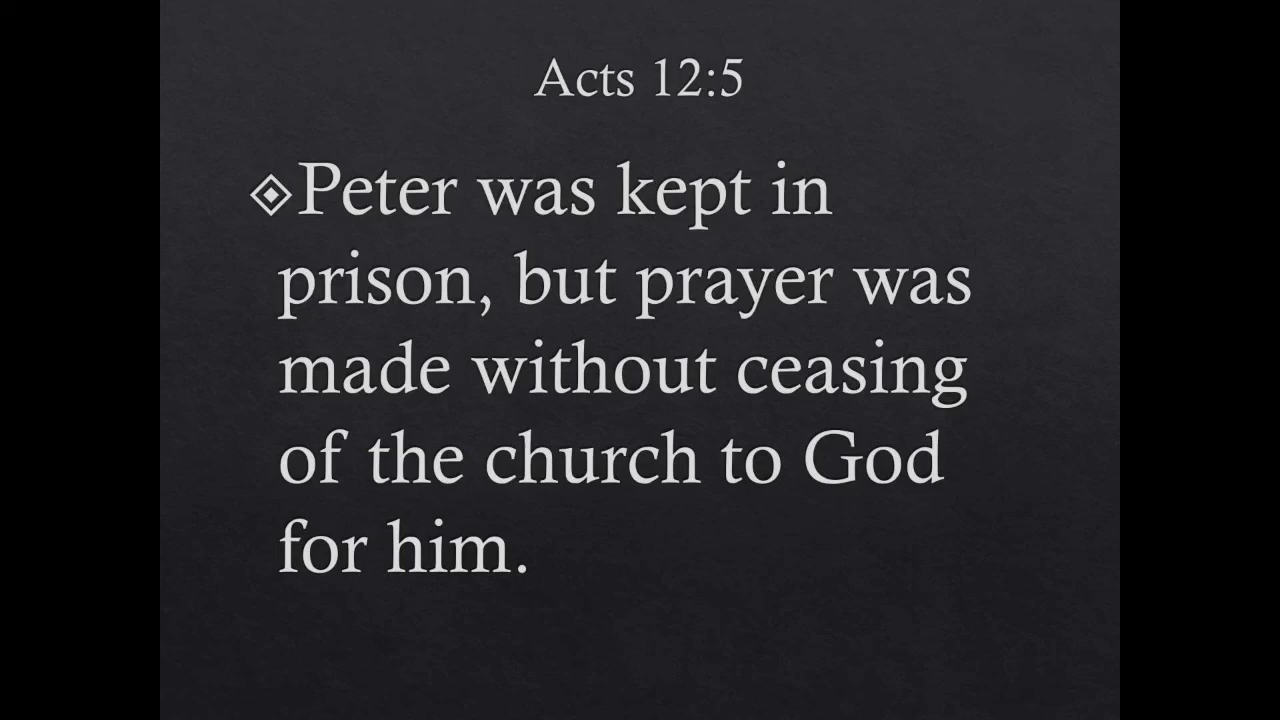 Acts 12:5
Peter was kept in
prison, but prayer was
made without ceasing
of the church to God
for him.